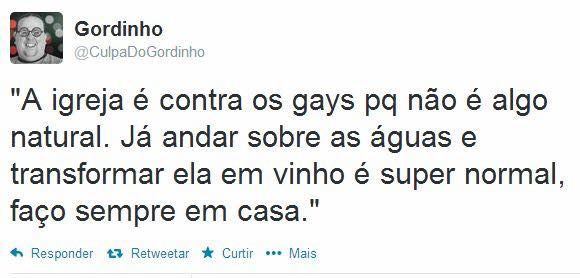 Gordinho
@CulpaDoGordinho
"A igreja é contra os gays pq não é algo
natural. Já andar sobre as águas e
transformar ela em vinho é super normal,
faço sempre em casa."
Responder Retweetar Curtir Mais